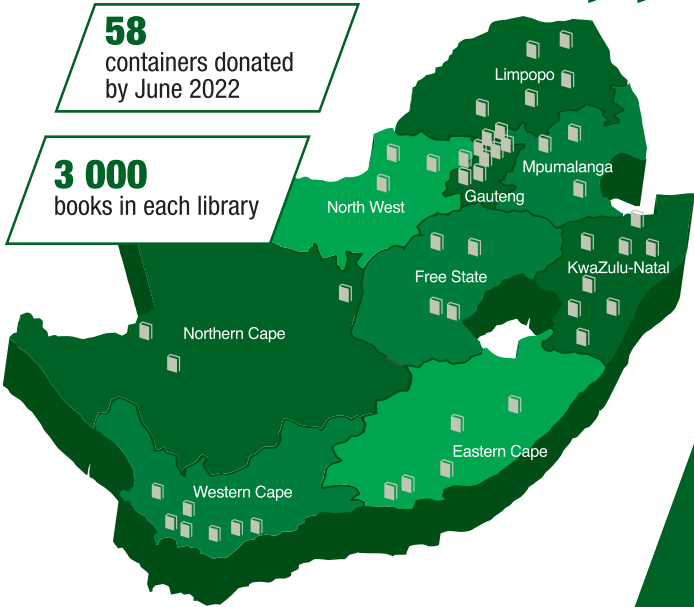 58
containers donated
by June 2022
3 000
books in each library
Limpopo
Mpumalanga
Gauteng
North West
KwaZulu-Natal
Free State
Northern Cape
Eastern Cape
Western Cape